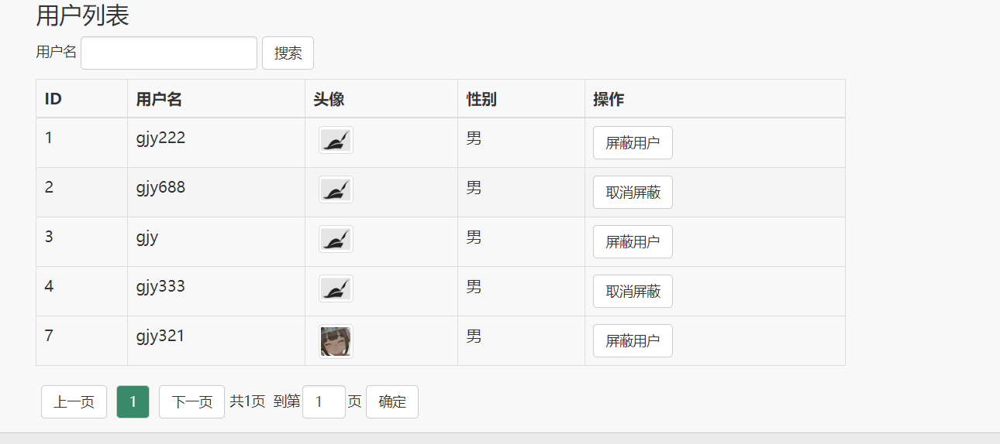 用户列表
用户名 搜索
ID 用户名 头像 性别 操作
1 gjy222 男 屏蔽用户
2 gjy688 男 取消屏蔽
3 gjy 男 屏蔽用户
4 gjy333 男 取消屏蔽
7 gjy321 男 屏蔽用户
上一页 1 下一页 共1页 到第 1 页 确定